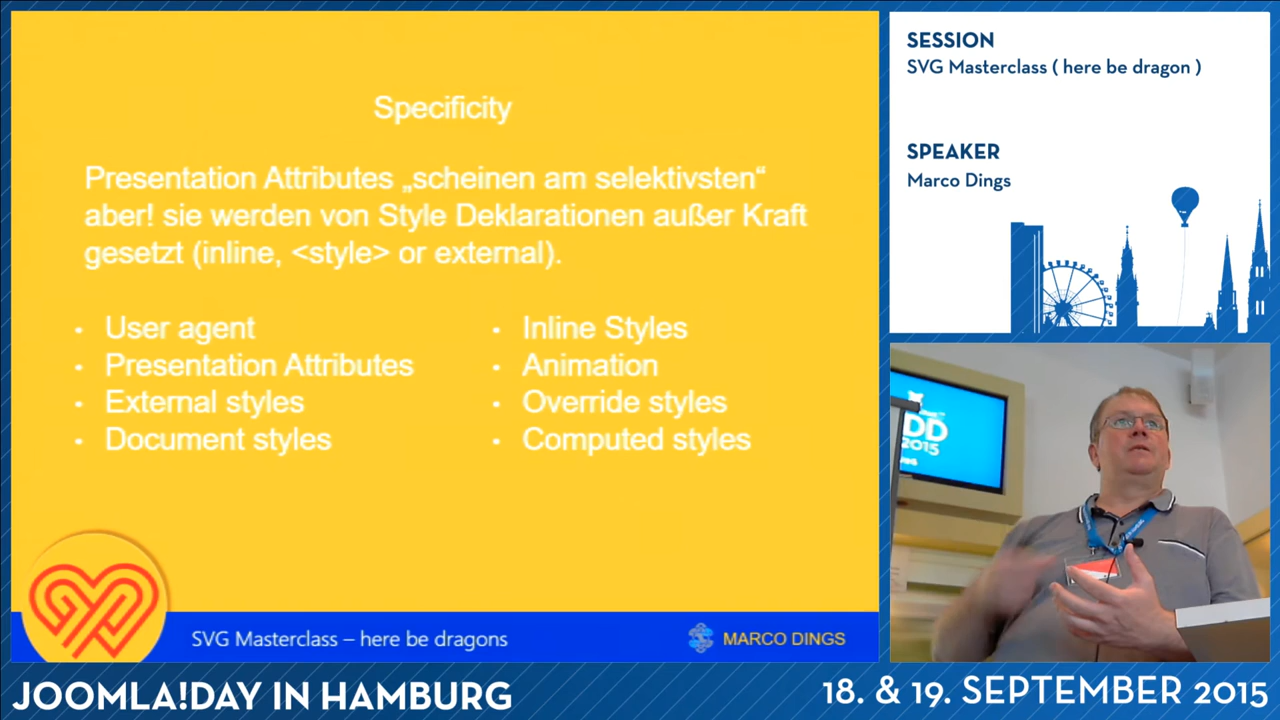 Specificity
Presentation Attributes „scheinen am selektivsten“
aber! sie werden von Style Deklarationen außer Kraft
gesetzt (inline, <style> or external).
• User agent
• Presentation Attributes
• External styles
• Document styles
• Inline Styles
• Animation
• Override styles
• Computed styles
SVG Masterclass – here be dragons
MARCO DINGS
SESSION
SVG Masterclass ( here be dragon )
SPEAKER
Marco Dings
2015
JOOMLA!DAY IN HAMBURG
18. & 19. SEPTEMBER 2015